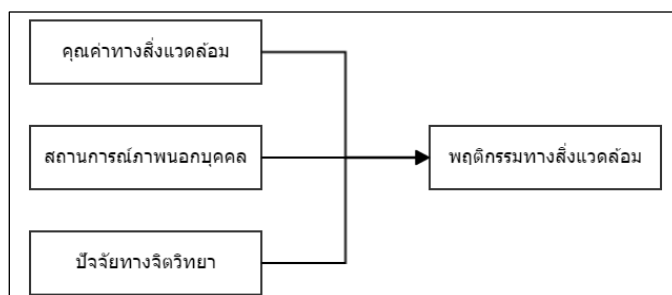 คุณค่าทางสิ่งแวดล้อม
สถานการณ์ภาพนอกบุคคล
พฤติกรรมทางสิ่งแวดล้อม
ปัจจัยทางจิตวิทยา